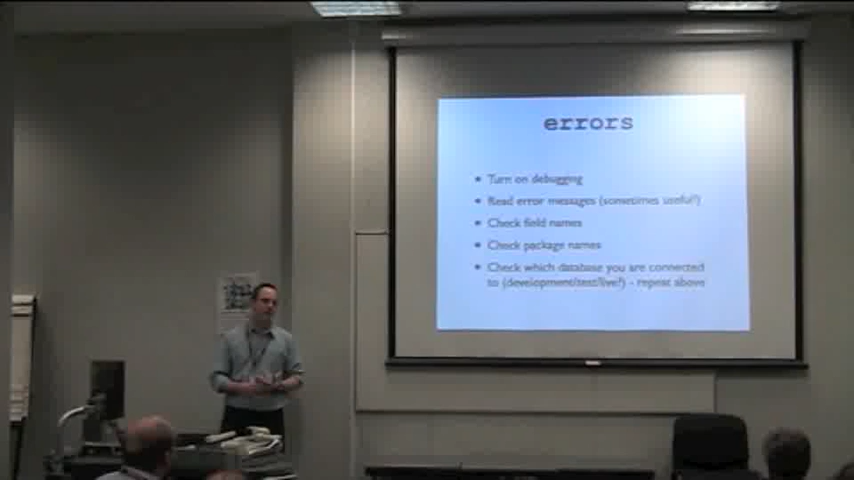 errors
• Turn on debugging
• Read error messages (sometimes useful?)
• Check field names
• Check package names
• Check which database you are connected
to (development/test/live?) - repeat above